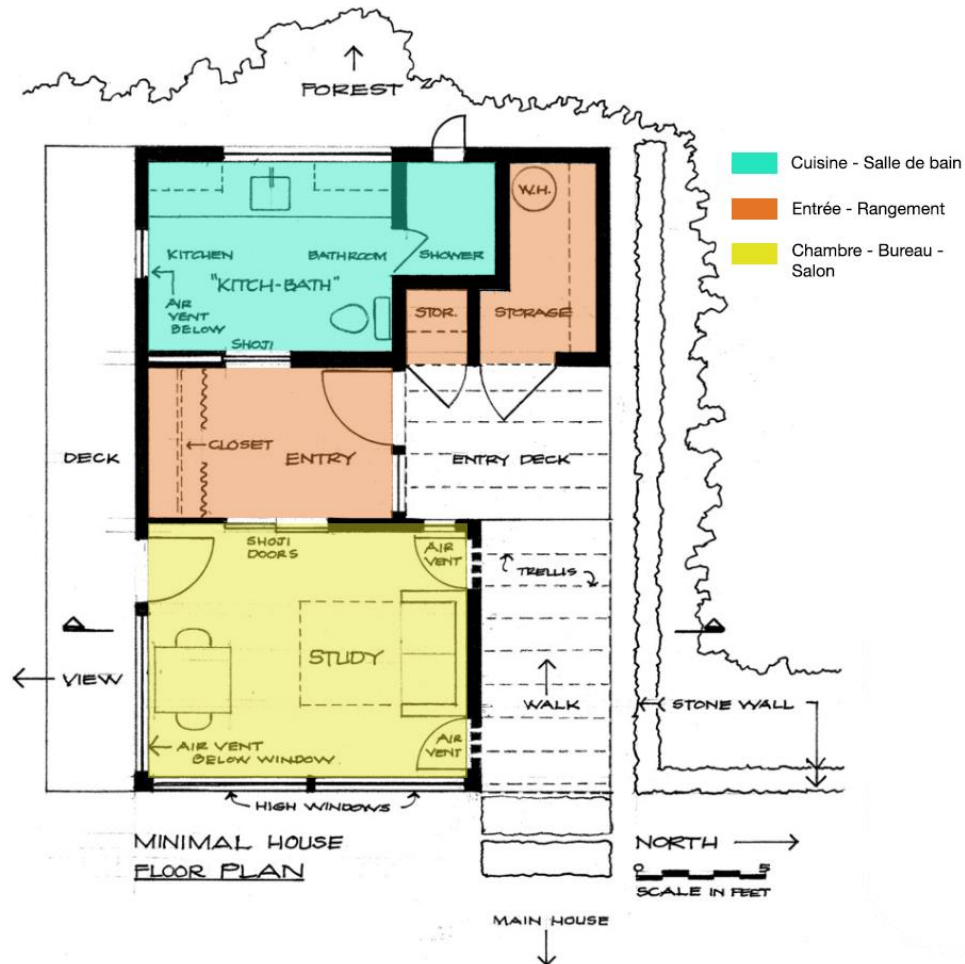 FOREST
W.H.
Cuisine - Salle de bain
Entrée - Rangement
Chambre - Bureau -
Salon
KITCHEN
BATHROOM
SHOWER
"KITCH-BATH"
AIR
VENT
BELOW
STOR.
STORAGE
SHOJI
CLOSET
DECK
ENTRY
ENTRY DECK
SHOJI
DOORS
AIR
VENT
TRELLIS
STUDY
VIEW
WALK
STONE WALL
AIR VENT
BELOW WINDOW
AIR
VENT
HIGH WINDOWS
MINIMAL HOUSE
FLOOR PLAN
NORTH
0 5
SCALE IN FEET
MAIN HOUSE